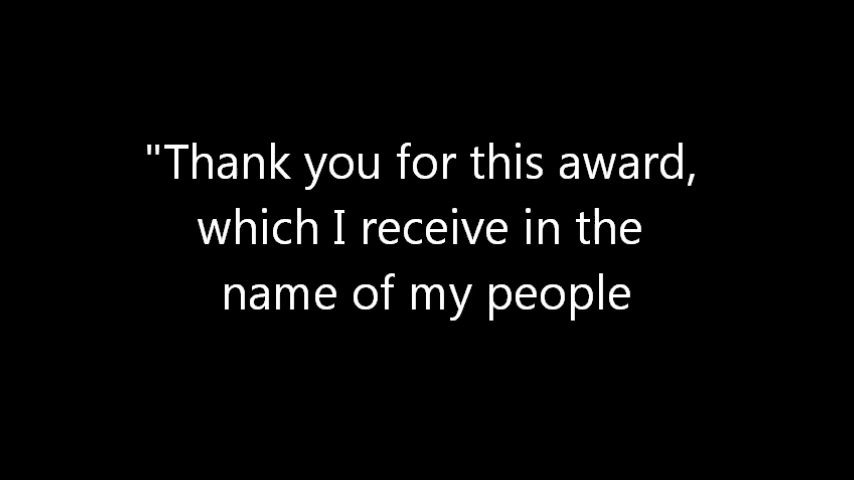 "Thank you for this award,
which I receive in the
name of my people